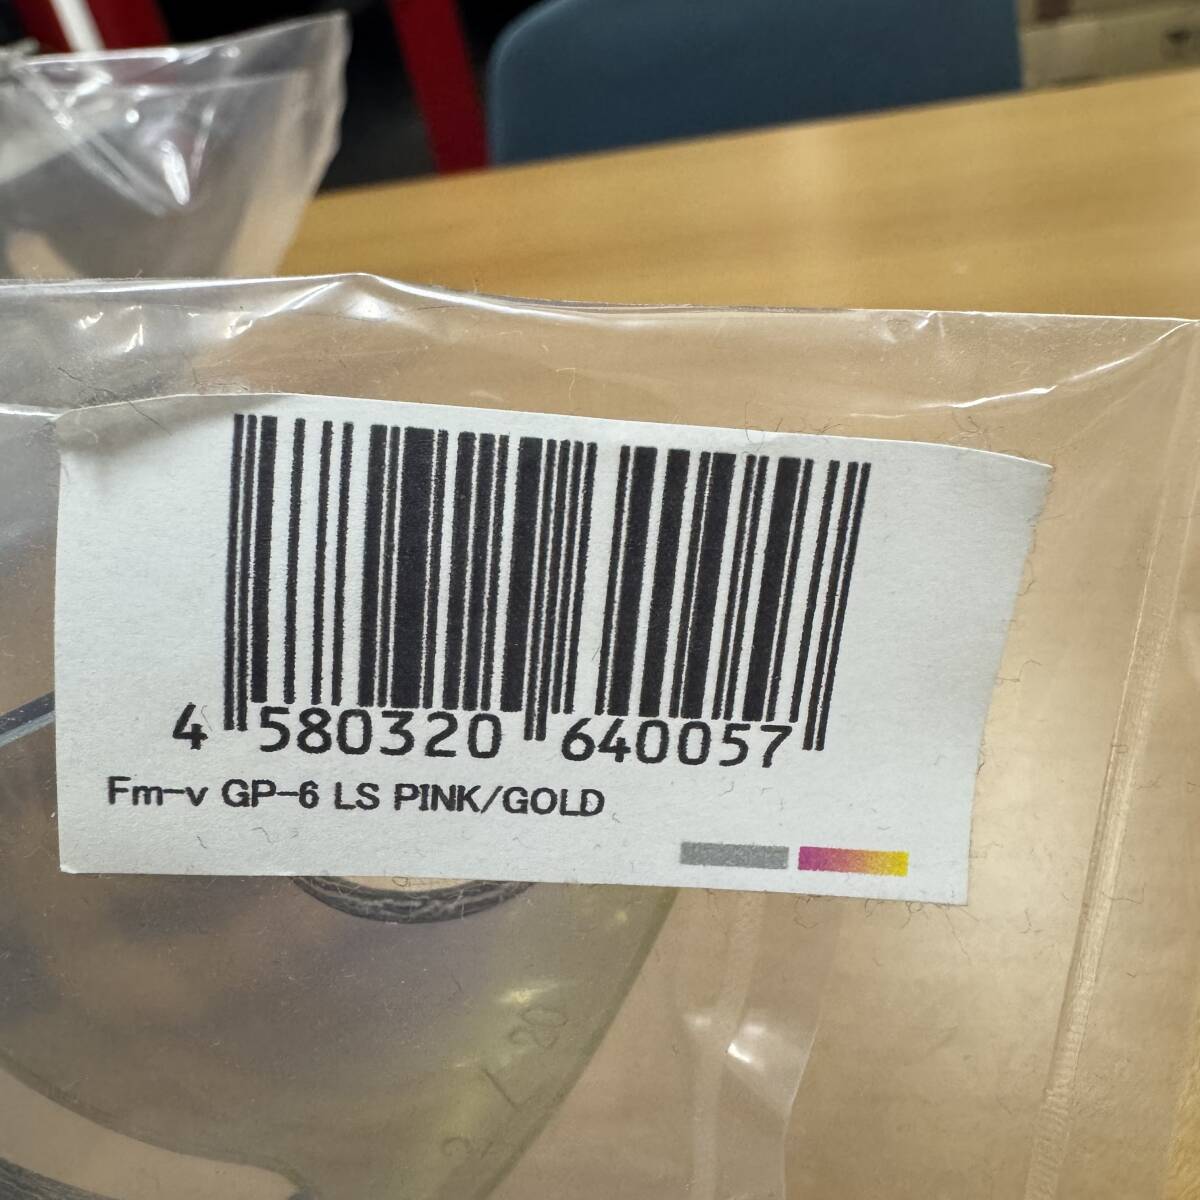 4 580320 640057
Fm-v GP-6 LS PINK/GOLD